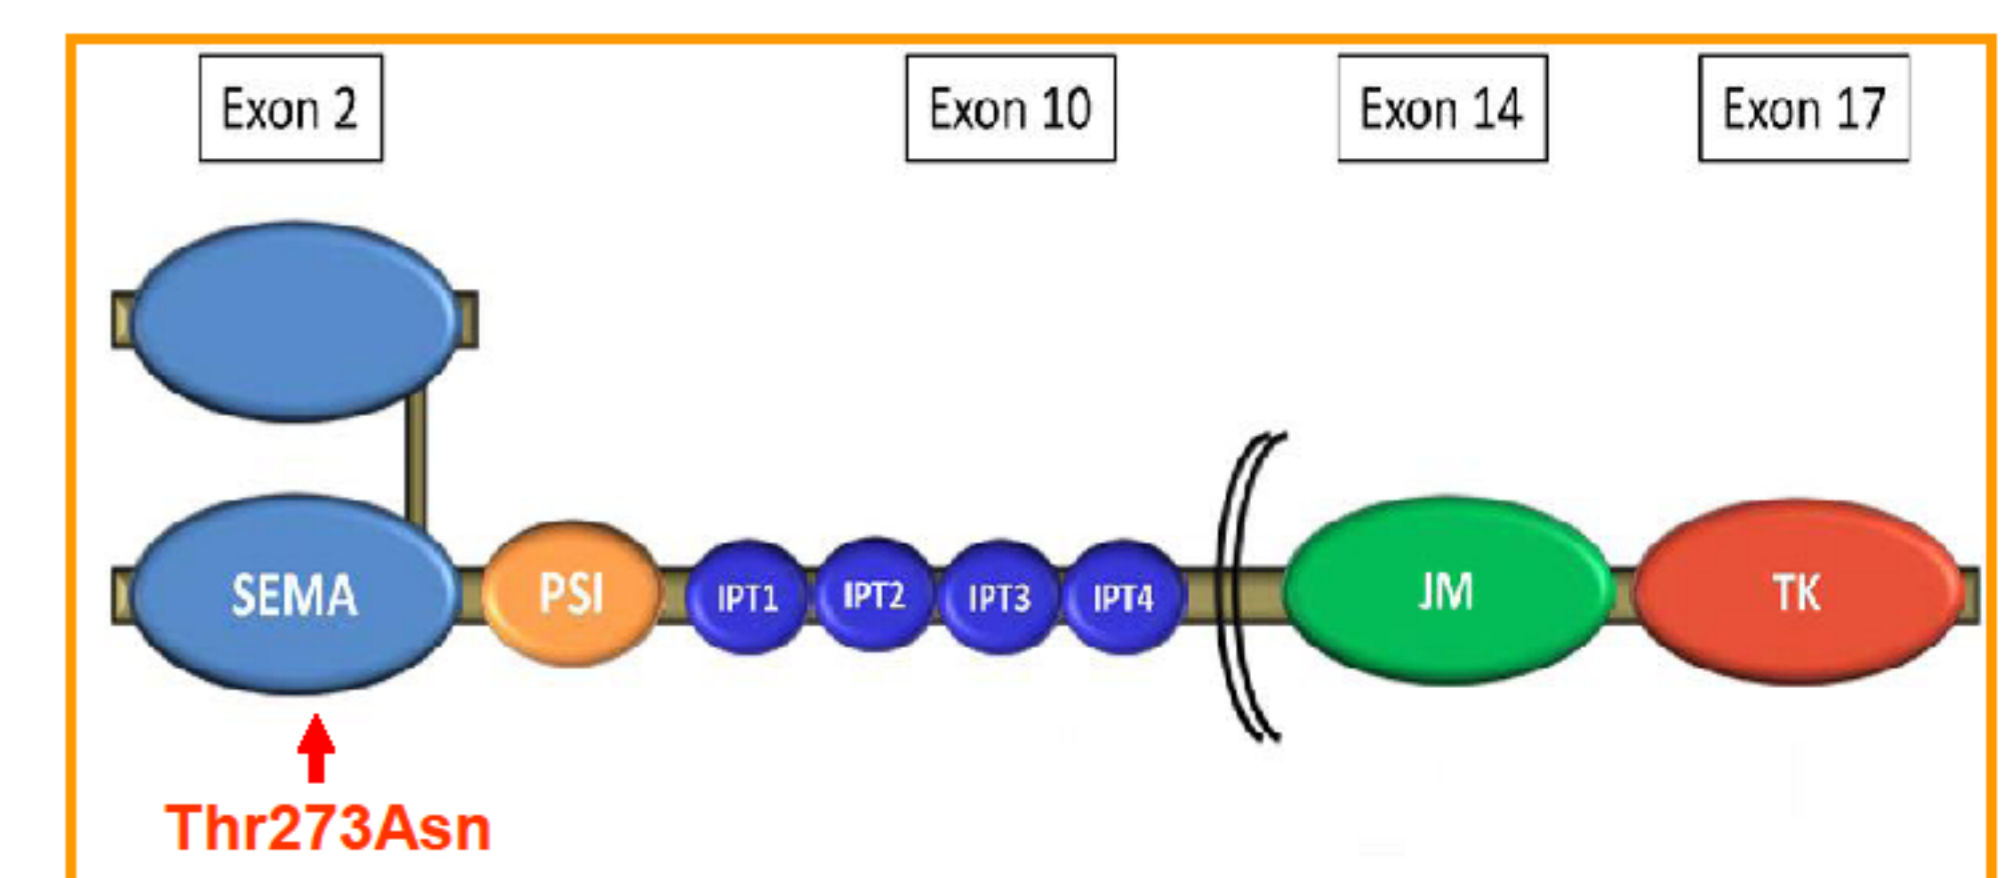 Exon 2
Exon 10
Exon 14
Exon 17
SEMA
PSI
IPT1
IPT2
IPT3
IPT4
JM
TK
Thr273Asn